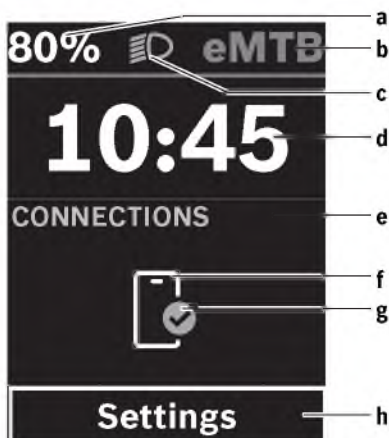 a
80% eMTB b
c
10:45 d
CONNECTIONS e
f
g
Settings h